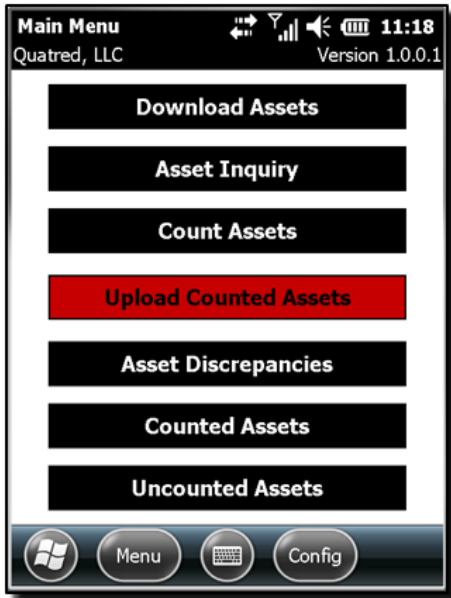 Main Menu 11:18
Quatred, LLC Version 1.0.0.1
Download Assets
Asset Inquiry
Count Assets
Upload Counted Assets
Asset Discrepancies
Counted Assets
Uncounted Assets
Menu Config